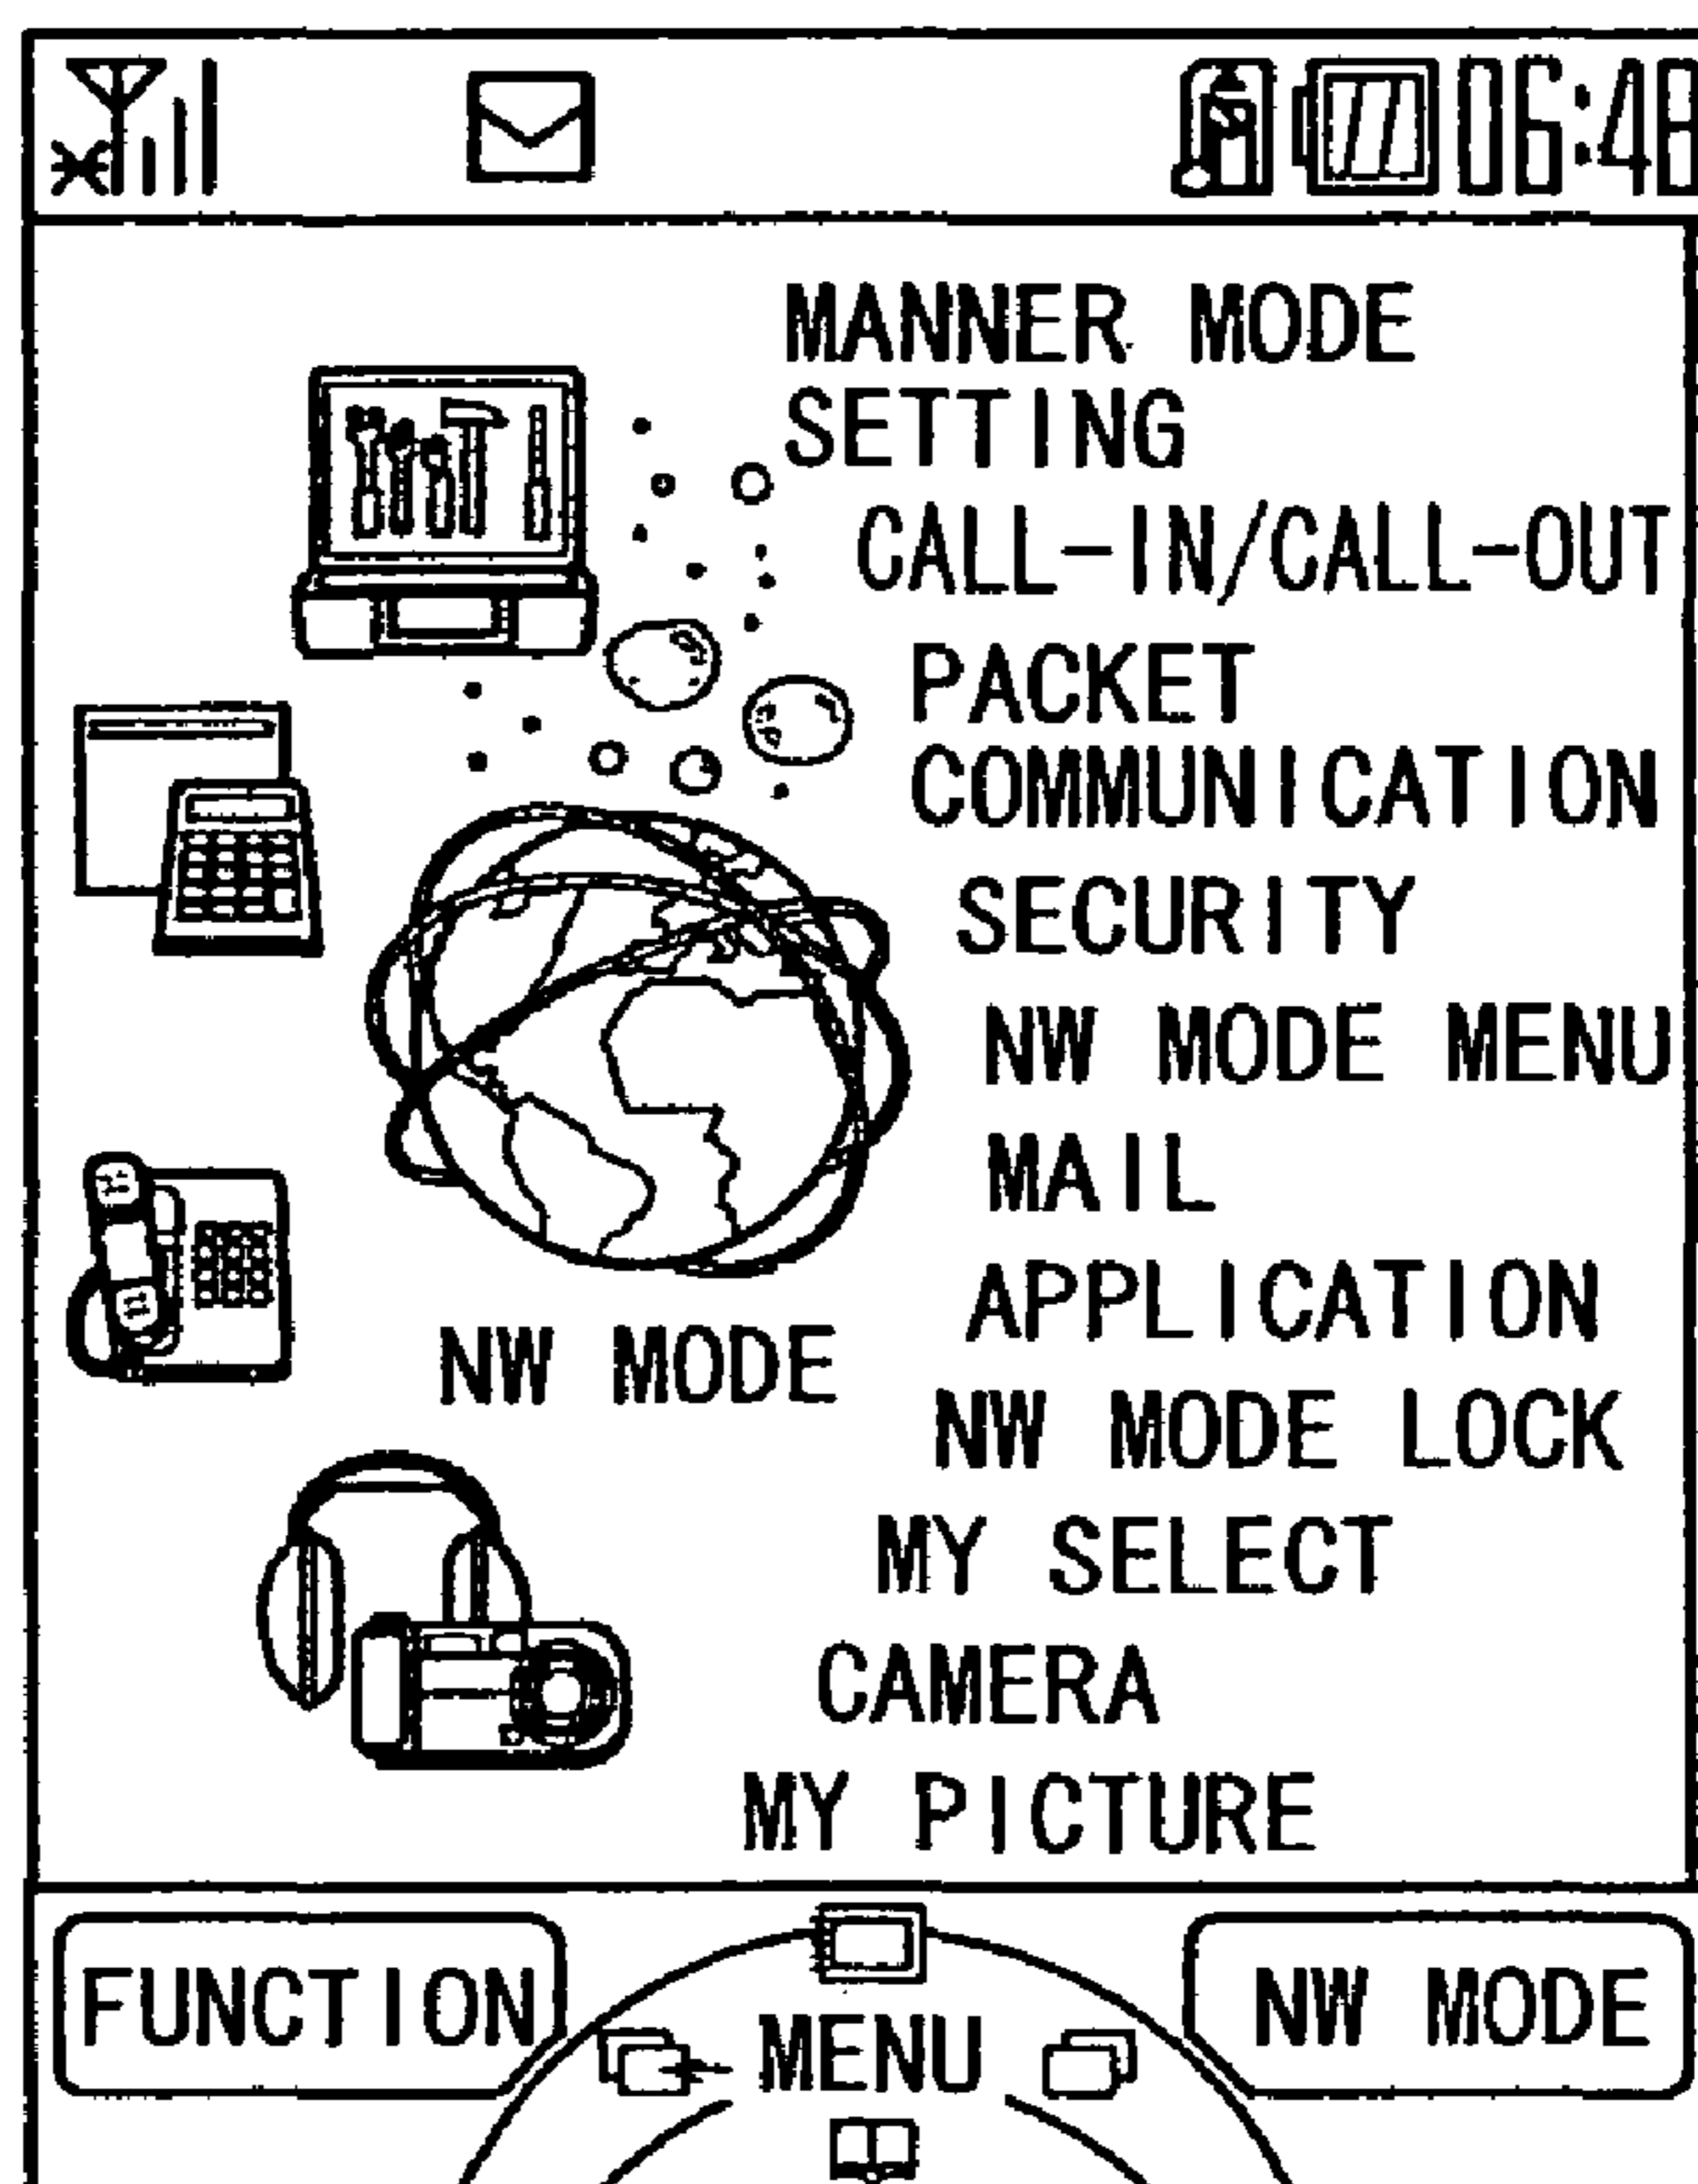 06:48
MANNER MODE
SETTING
CALL-IN/CALL-OUT
PACKET
COMMUNICATION
SECURITY
NW MODE MENU
MAIL
APPLICATION
NW MODE
NW MODE LOCK
MY SELECT
CAMERA
MY PICTURE
FUNCTION
MENU
NW MODE